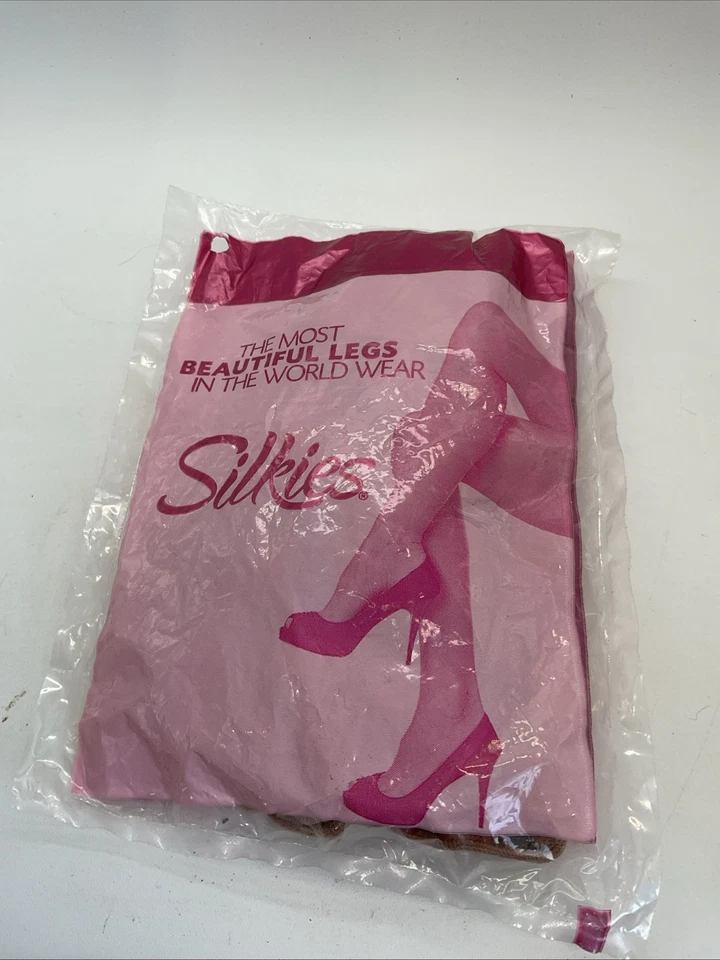 THE MOST
BEAUTIFUL LEGS
IN THE WORLD WEAR
Silkies®